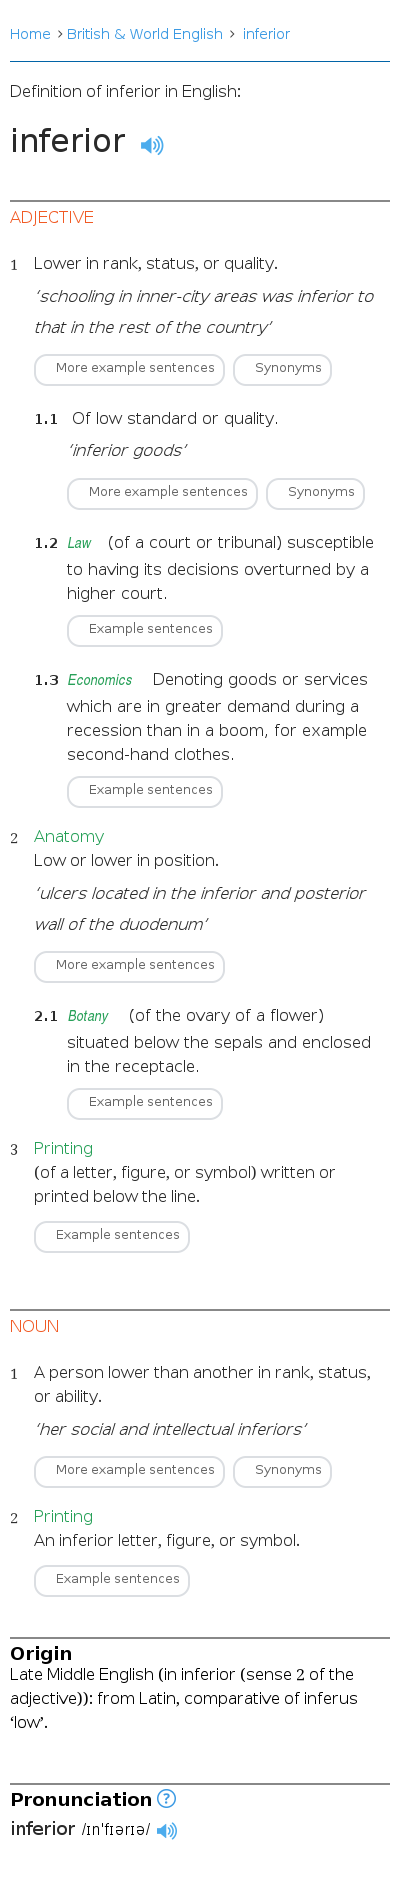 Home › British & World English › inferior
Definition of inferior in English:
inferior
ADJECTIVE
1 Lower in rank, status, or quality.
‘schooling in inner-city areas was inferior to
that in the rest of the country’
More example sentences Synonyms
1.1 Of low standard or quality.
‘inferior goods’
More example sentences Synonyms
1.2 Law (of a court or tribunal) susceptible
to having its decisions overturned by a
higher court.
Example sentences
1.3 Economics Denoting goods or services
which are in greater demand during a
recession than in a boom, for example
second-hand clothes.
Example sentences
2 Anatomy
Low or lower in position.
‘ulcers located in the inferior and posterior
wall of the duodenum’
More example sentences
2.1 Botany (of the ovary of a flower)
situated below the sepals and enclosed
in the receptacle.
Example sentences
3 Printing
(of a letter, figure, or symbol) written or
printed below the line.
Example sentences
NOUN
1 A person lower than another in rank, status,
or ability.
‘her social and intellectual inferiors’
More example sentences Synonyms
2 Printing
An inferior letter, figure, or symbol.
Example sentences
Origin
Late Middle English (in inferior (sense 2 of the
adjective)): from Latin, comparative of inferus
‘low’.
Pronunciation ?
inferior /ɪnˈfɪərɪə/